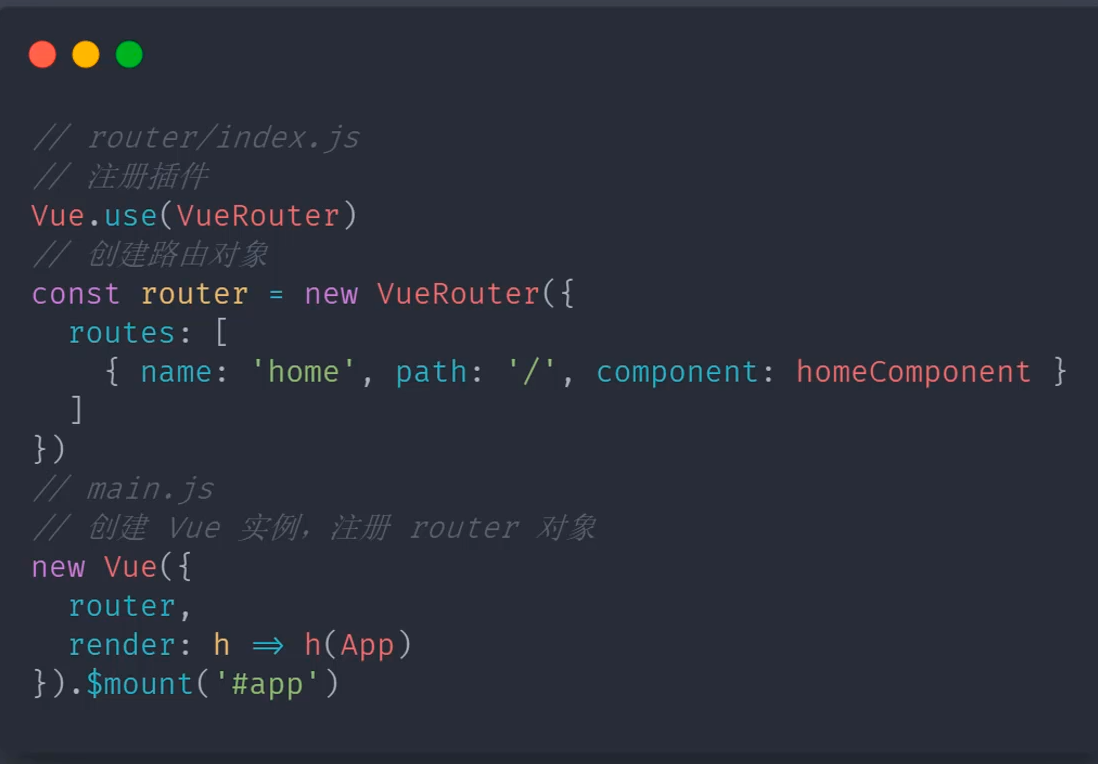 // router/index.js
// 注册插件
Vue.use(VueRouter)
// 创建路由对象
const router = new VueRouter({
  routes: [
    { name: 'home', path: '/', component: homeComponent }
  ]
})
// main.js
// 创建 Vue 实例，注册 router 对象
new Vue({
  router,
  render: h => h(App)
}).$mount('#app')